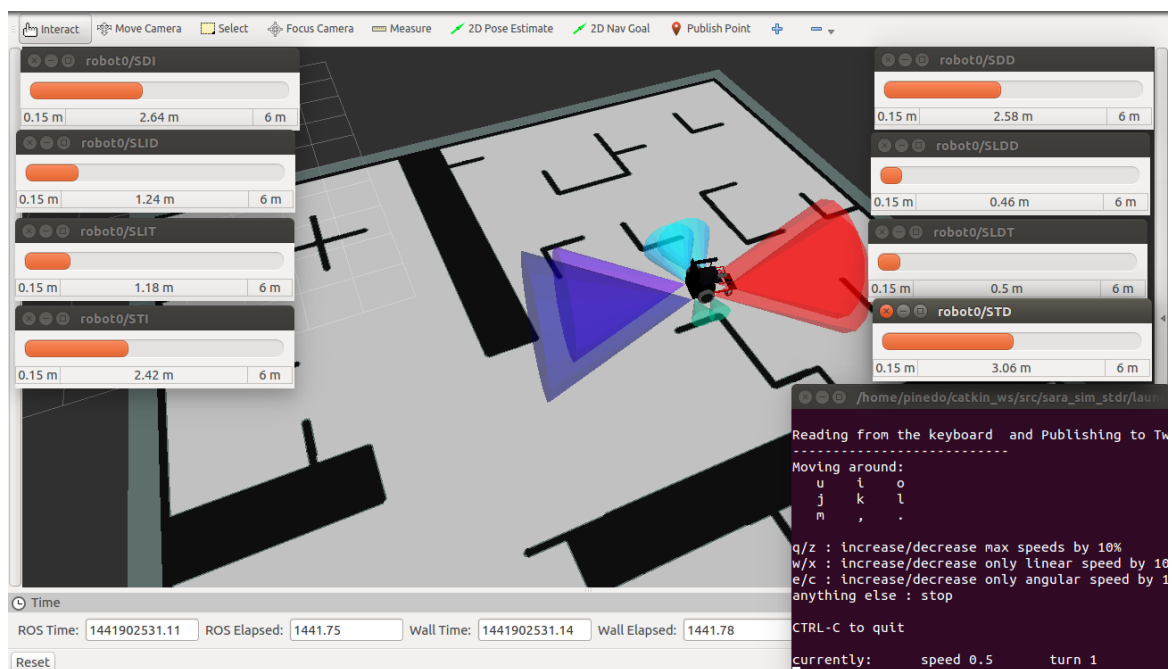 Interact Move Camera Select Focus Camera Measure 2D Pose Estimate 2D Nav Goal Publish Point
robot0/SDI
0.15 m 2.64 m 6 m
robot0/SLID
0.15 m 1.24 m 6 m
robot0/SLIT
0.15 m 1.18 m 6 m
robot0/STI
0.15 m 2.42 m 6 m
robot0/SDD
0.15 m 2.58 m 6 m
robot0/SLDD
0.15 m 0.46 m 6 m
robot0/SLDT
0.15 m 0.5 m 6 m
robot0/STD
0.15 m 3.06 m 6 m
/home/pinedo/catkin_ws/src/sara_sim_stdr/laun
Reading from the keyboard and Publishing to Tw
---------------------------
Moving around:
u i o
j k l
m , .
q/z : increase/decrease max speeds by 10%
w/x : increase/decrease only linear speed by 10
e/c : increase/decrease only angular speed by 1
anything else : stop
CTRL-C to quit
currently: speed 0.5 turn 1
Time
ROS Time: 1441902531.11 ROS Elapsed: 1441.75 Wall Time: 1441902531.14 Wall Elapsed: 1441.78
Reset